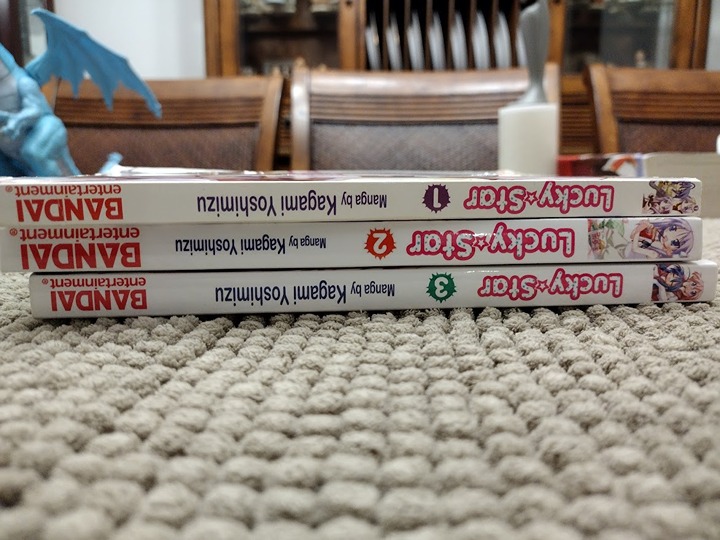 Lucky☆Star 1 Manga by Kagami Yoshimizu BANDAI entertainment®
Lucky☆Star 2 Manga by Kagami Yoshimizu BANDAI entertainment®
Lucky☆Star 3 Manga by Kagami Yoshimizu BANDAI entertainment®